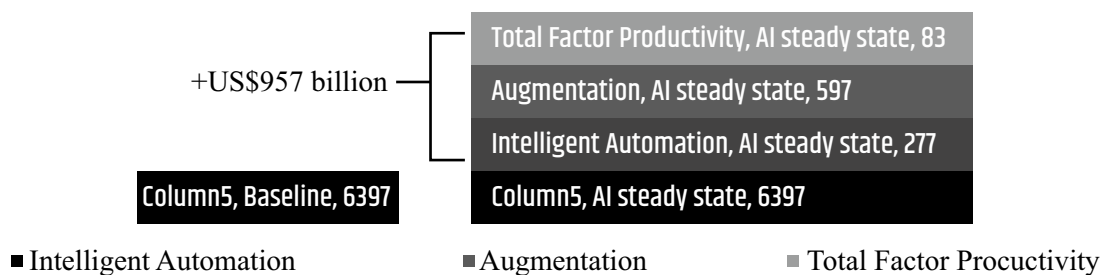 Total Factor Productivity, AI steady state, 83
+US$957 billion
Augmentation, AI steady state, 597
Intelligent Automation, AI steady state, 277
Column5, Baseline, 6397
Column5, AI steady state, 6397
Intelligent Automation
Augmentation
Total Factor Procuctivity